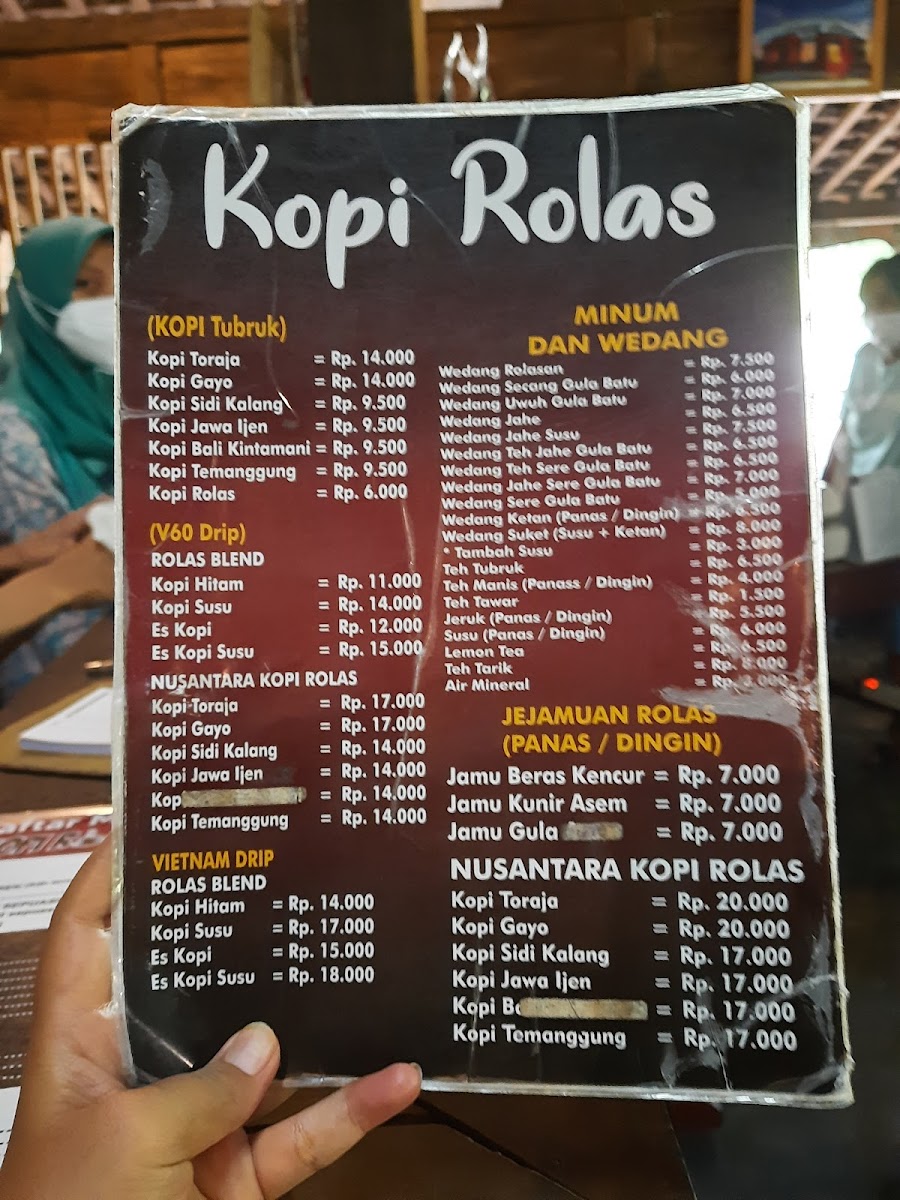 Kopi Rolas
(KOPI Tubruk)
Kopi Toraja = Rp. 14.000
Kopi Gayo = Rp. 14.000
Kopi Sidi Kalang = Rp. 9.500
Kopi Jawa Ijen = Rp. 9.500
Kopi Bali Kintamani = Rp. 9.500
Kopi Temanggung = Rp. 9.500
Kopi Rolas = Rp. 6.000
(V60 Drip)
ROLAS BLEND
Kopi Hitam = Rp. 11.000
Kopi Susu = Rp. 14.000
Es Kopi = Rp. 12.000
Es Kopi Susu = Rp. 15.000
NUSANTARA KOPI ROLAS
Kopi Toraja = Rp. 17.000
Kopi Gayo = Rp. 17.000
Kopi Sidi Kalang = Rp. 14.000
Kopi Jawa Ijen = Rp. 14.000
Kop = Rp. 14.000
Kopi Temanggung = Rp. 14.000
VIETNAM DRIP
ROLAS BLEND
Kopi Hitam = Rp. 14.000
Kopi Susu = Rp. 17.000
Es Kopi = Rp. 15.000
Es Kopi Susu = Rp. 18.000
MINUM
DAN WEDANG
Wedang Rolasan = Rp. 7.500
Wedang Secang Gula Batu = Rp. 6.000
Wedang Uwuh Gula Batu = Rp. 7.000
Wedang Jahe = Rp. 6.500
Wedang Jahe Susu = Rp. 7.500
Wedang Teh Jahe Gula Batu = Rp. 6.500
Wedang Teh Sere Gula Batu = Rp. 6.500
Wedang Jahe Sere Gula Batu = Rp. 7.000
Wedang Sere Gula Batu = Rp. 5.000
Wedang Ketan (Panas / Dingin) = Rp. 6.500
Wedang Suket (Susu + Ketan) = Rp. 8.000
* Tambah Susu = Rp. 3.000
Teh Tubruk = Rp. 6.500
Teh Manis (Panass / Dingin) = Rp. 4.000
Teh Tawar = Rp. 1.500
Jeruk (Panas / Dingin) = Rp. 5.500
Susu (Panas / Dingin) = Rp. 6.000
Lemon Tea = Rp. 6.500
Teh Tarik = Rp. 8.000
Air Mineral = Rp. 3.000
JEJAMUAN ROLAS
(PANAS / DINGIN)
Jamu Beras Kencur = Rp. 7.000
Jamu Kunir Asem = Rp. 7.000
Jamu Gula = Rp. 7.000
NUSANTARA KOPI ROLAS
Kopi Toraja = Rp. 20.000
Kopi Gayo = Rp. 20.000
Kopi Sidi Kalang = Rp. 17.000
Kopi Jawa Ijen = Rp. 17.000
Kopi Ba = Rp. 17.000
Kopi Temanggung = Rp. 17.000